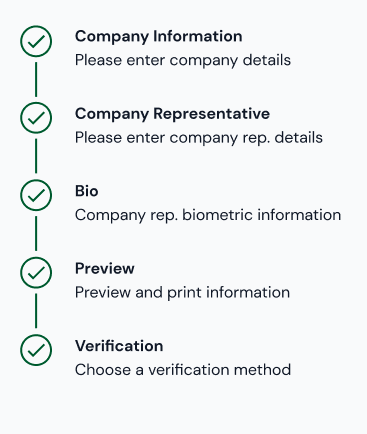 Company Information
Please enter company details
Company Representative
Please enter company rep. details
Bio
Company rep. biometric information
Preview
Preview and print information
Verification
Choose a verification method